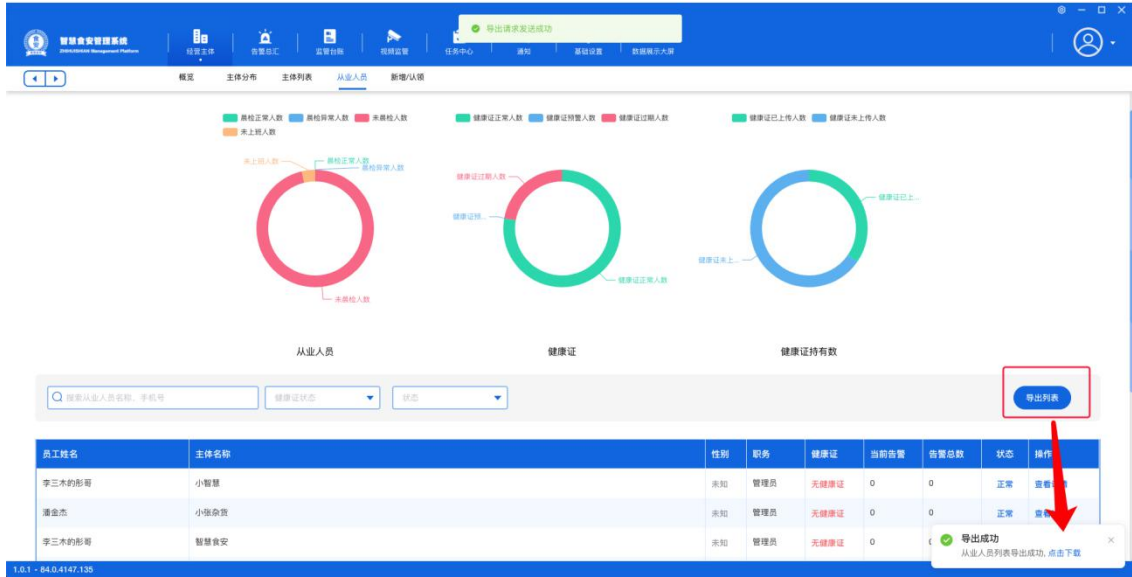 导出请求发送成功
智慧食安管理系统
ZHIHUISHIAN Management Platform
经营主体 告警总汇 监管台账 视频监管 任务中心 通知 基础设置 数据展示大屏
概览 主体分布 主体列表 从业人员 新增/认领
晨检正常人数 晨检异常人数 未晨检人数
未上班人数
健康证正常人数 健康证预警人数 健康证过期人数
健康证已上传人数 健康证未上传人数
未上班人数
晨检正常人数
晨检异常人数
未晨检人数
健康证过期人数
健康证预...
健康证正常人数
健康证已上...
健康证未上...
从业人员 健康证 健康证持有数
搜索从业人员名称、手机号 健康证状态 状态 导出列表
员工姓名 主体名称 性别 职务 健康证 当前告警 告警总数 状态 操作
李三木的彤哥 小智慧 未知 管理员 无健康证 0 0 正常 查看
潘金杰 小张杂货 未知 管理员 无健康证 0 0 正常 查看
李三木的彤哥 智慧食安 未知 管理员 无健康证 0
导出成功
从业人员列表导出成功, 点击下载
1.0.1 - 84.0.4147.135